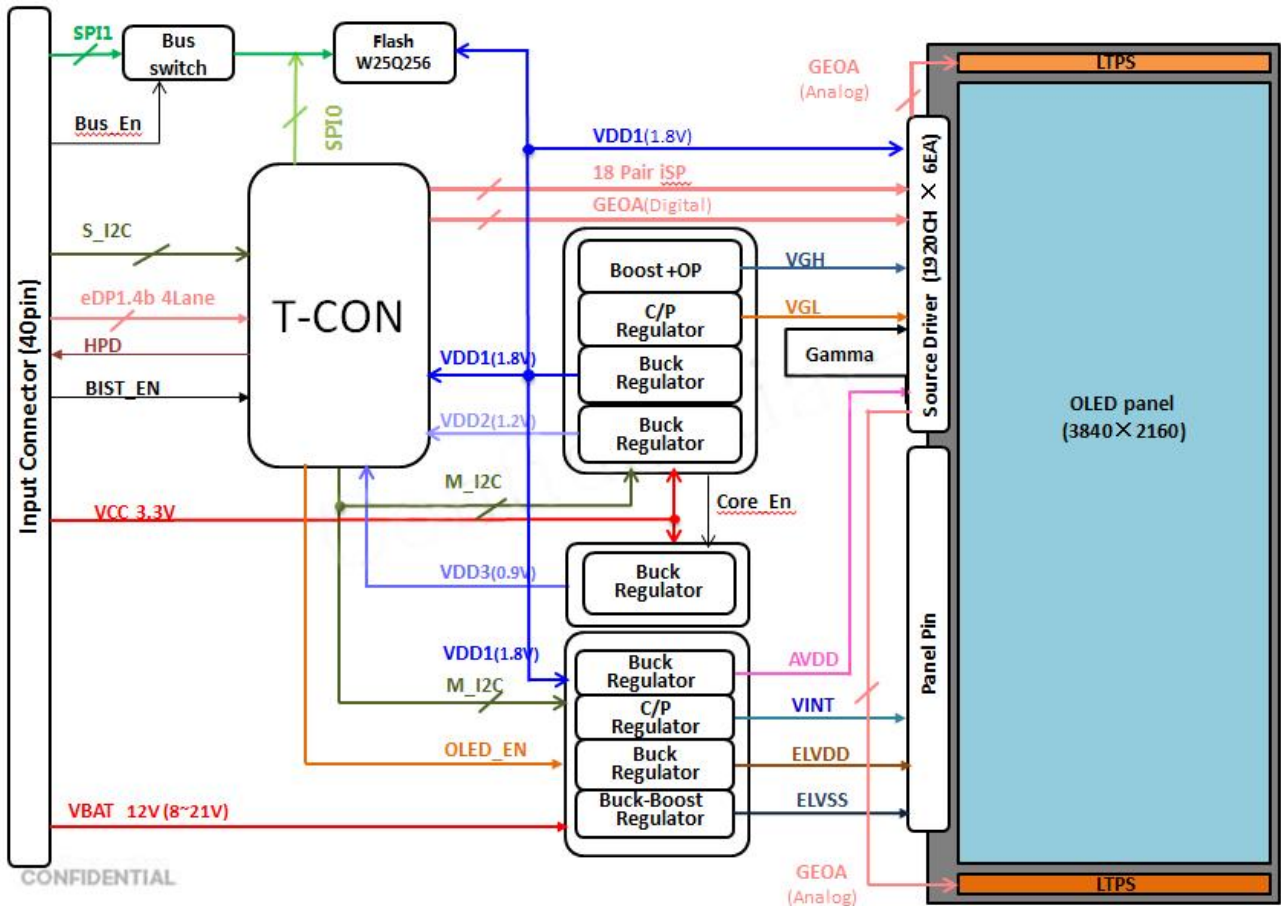 SPI1
Bus
switch
Flash
W25Q256
GEOA
(Analog)
LTPS
Bus_En
SPI0
VDD1(1.8V)
18 Pair iSP
GEOA(Digital)
S_I2C
eDP1.4b 4Lane
HPD
BIST_EN
T-CON
Input Connector (40pin)
Boost +OP
C/P
Regulator
Buck
Regulator
Buck
Regulator
VGH
VGL
Gamma
Source Driver (1920CH × 6EA)
VDD1(1.8V)
VDD2(1.2V)
OLED panel
(3840×2160)
M_I2C
Core_En
VCC 3.3V
VDD3(0.9V)
Buck
Regulator
Panel Pin
VDD1(1.8V)
M_I2C
OLED_EN
VBAT 12V (8~21V)
Buck
Regulator
C/P
Regulator
Buck
Regulator
Buck-Boost
Regulator
AVDD
VINT
ELVDD
ELVSS
GEOA
(Analog)
LTPS
CONFIDENTIAL